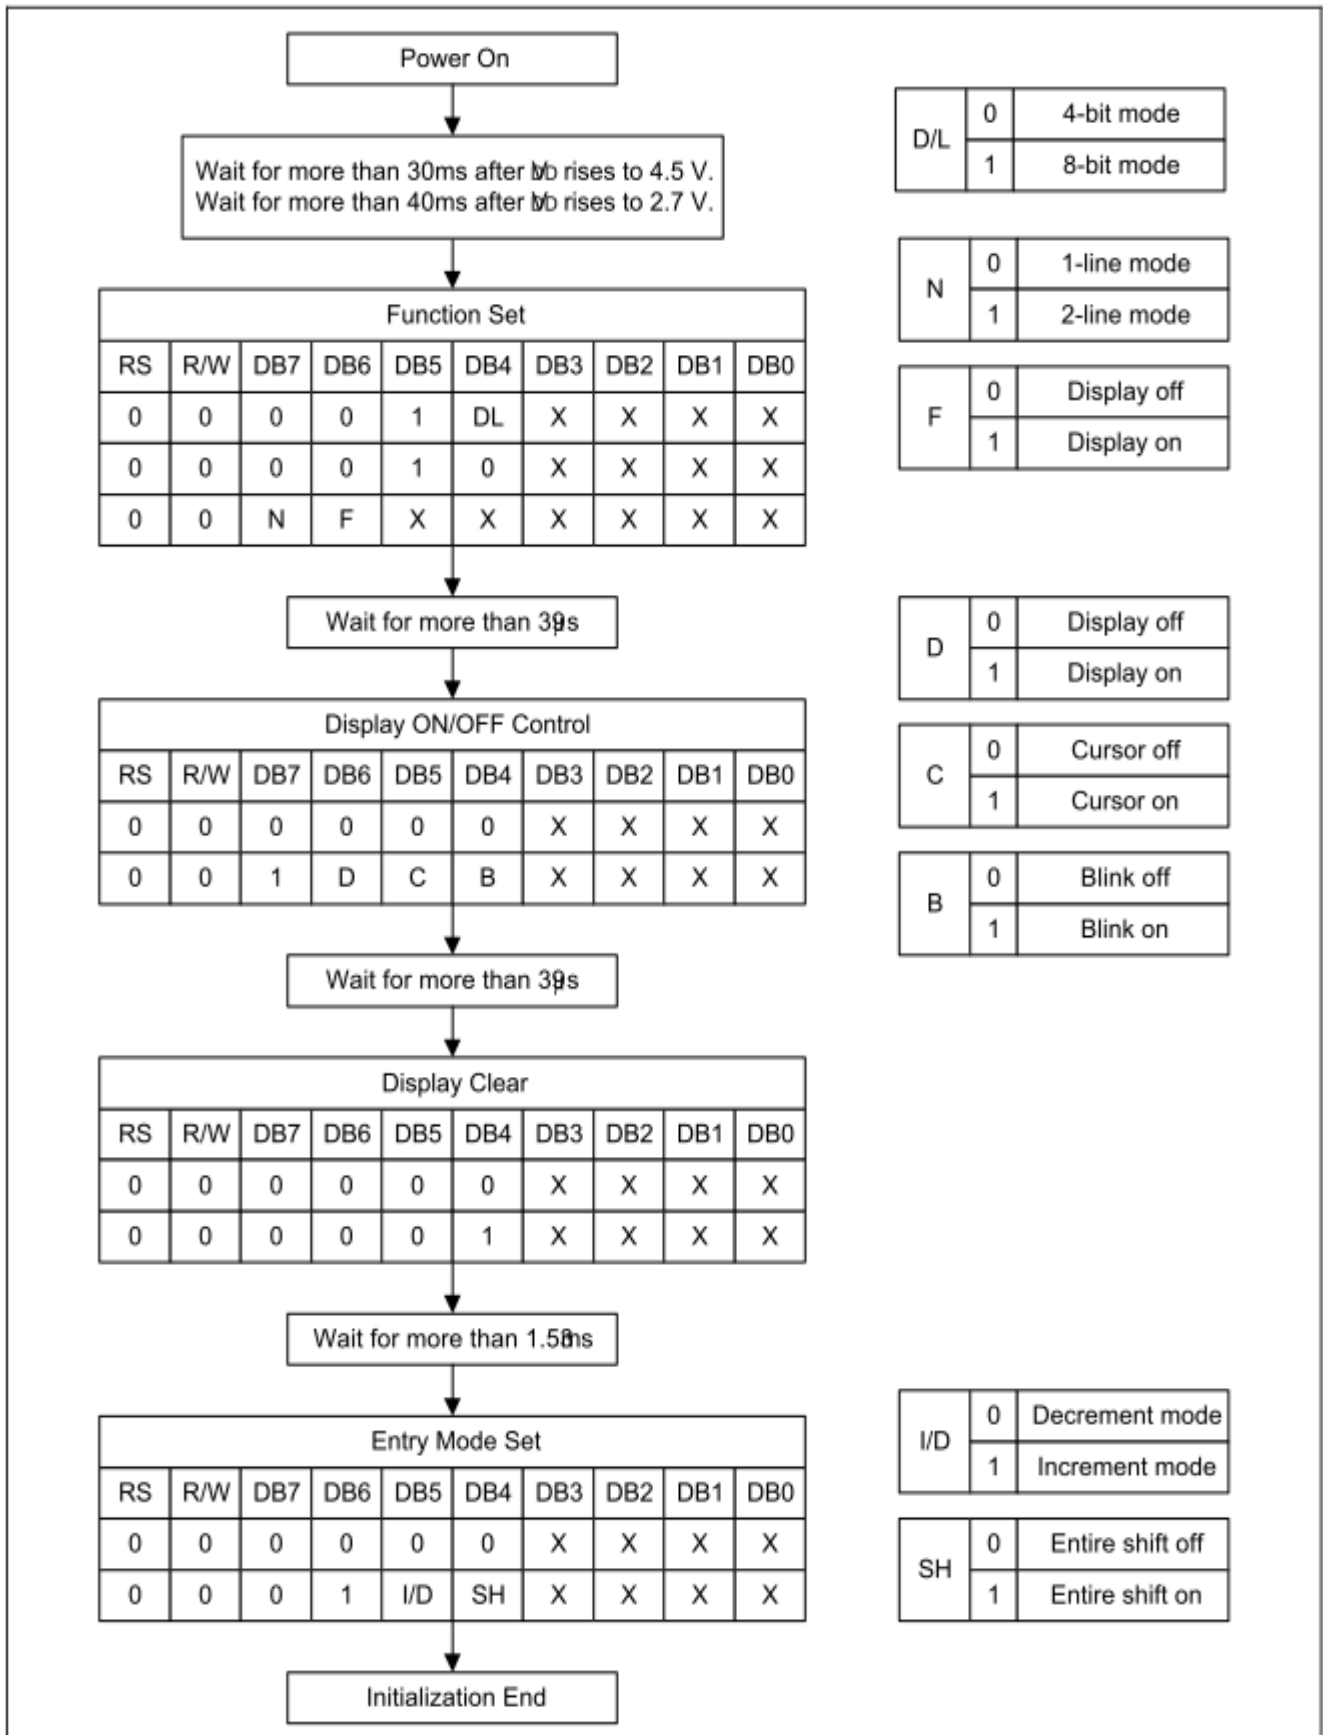 Power On
Wait for more than 30ms after VDD rises to 4.5 V.
Wait for more than 40ms after VDD rises to 2.7 V.
Function Set
RS R/W DB7 DB6 DB5 DB4 DB3 DB2 DB1 DB0
0 0 0 0 1 DL X X X X
0 0 0 0 1 0 X X X X
0 0 N F X X X X X X
Wait for more than 39μs
Display ON/OFF Control
RS R/W DB7 DB6 DB5 DB4 DB3 DB2 DB1 DB0
0 0 0 0 0 0 X X X X
0 0 1 D C B X X X X
Wait for more than 39μs
Display Clear
RS R/W DB7 DB6 DB5 DB4 DB3 DB2 DB1 DB0
0 0 0 0 0 0 X X X X
0 0 0 0 0 1 X X X X
Wait for more than 1.53ms
Entry Mode Set
RS R/W DB7 DB6 DB5 DB4 DB3 DB2 DB1 DB0
0 0 0 0 0 0 X X X X
0 0 0 1 I/D SH X X X X
Initialization End
D/L
0 4-bit mode
1 8-bit mode
N
0 1-line mode
1 2-line mode
F
0 Display off
1 Display on
D
0 Display off
1 Display on
C
0 Cursor off
1 Cursor on
B
0 Blink off
1 Blink on
I/D
0 Decrement mode
1 Increment mode
SH
0 Entire shift off
1 Entire shift on